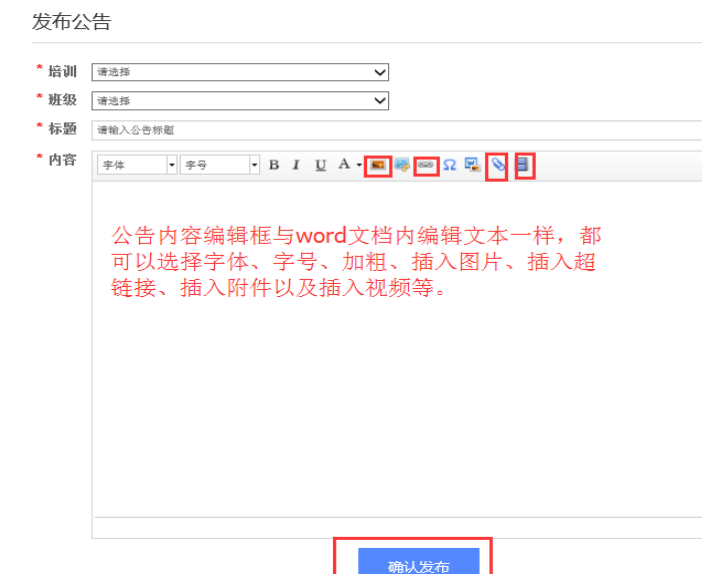 发布公告
* 培训 请选择
* 班级 请选择
* 标题 请输入公告标题
* 内容 字体 字号 B I U A Ω
公告内容编辑框与word文档内编辑文本一样，都
可以选择字体、字号、加粗、插入图片、插入超
链接、插入附件以及插入视频等。
确认发布